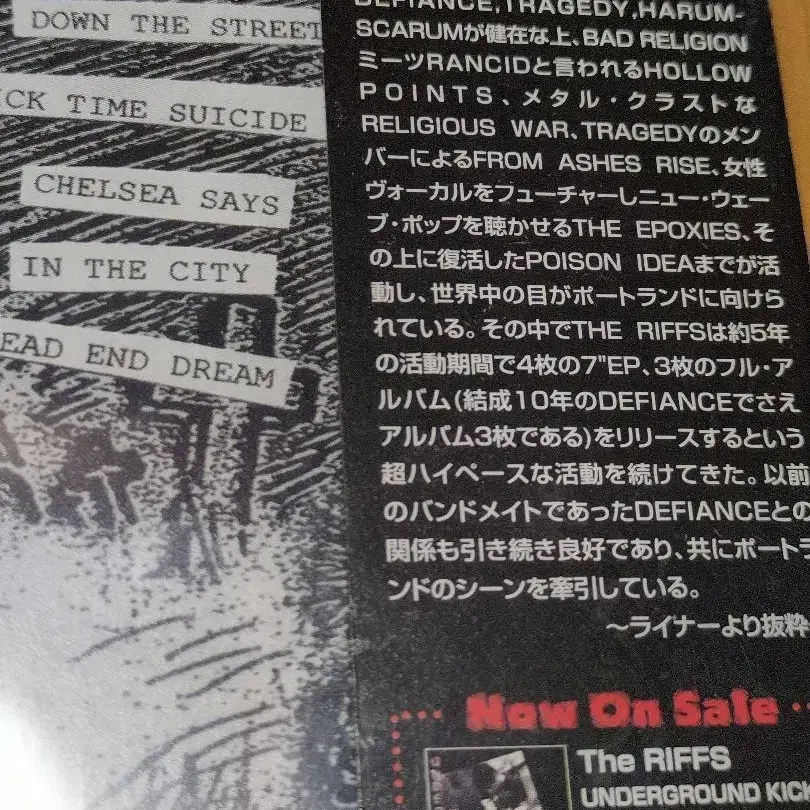 DOWN THE STREET
CK TIME SUICIDE
CHELSEA SAYS
IN THE CITY
EAD END DREAM
DEFIANCE,TRAGEDY,HARUM-
SCARUMが健在な上、BAD RELIGION
ミーツRANCIDと言われるHOLLOW
POINTS、メタル・クラストな
RELIGIOUS WAR、TRAGEDYのメン
バーによるFROM ASHES RISE、女性
ヴォーカルをフューチャーしニュー・ウェー
ブ・ポップを聴かせるTHE EPOXIES、そ
の上に復活したPOISON IDEAまでが活
動し、世界中の目がポートランドに向けら
れている。その中でTHE RIFFSは約5年
の活動期間で4枚の7"EP、3枚のフル・ア
ルバム(結成10年のDEFIANCEでさえ
アルバム3枚である)をリリースするという
超ハイペースな活動を続けてきた。以前
のバンドメイトであったDEFIANCEとの
関係も引き続き良好であり、共にポートラ
ンドのシーンを牽引している。
〜ライナーより抜粋
Now On Sale
The RIFFS
UNDERGROUND KICK